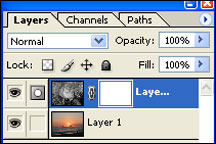 Layers Channels Paths
Normal Opacity: 100%
Lock: Fill: 100%
Laye...
Layer 1